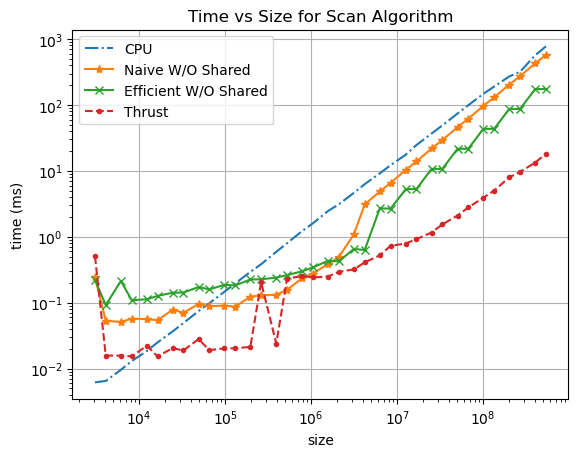 Time vs Size for Scan Algorithm
CPU
Naive W/O Shared
Efficient W/O Shared
Thrust
time (ms)
10³
10²
10¹
10⁰
10⁻¹
10⁻²
10⁴ 10⁵ 10⁶ 10⁷ 10⁸
size